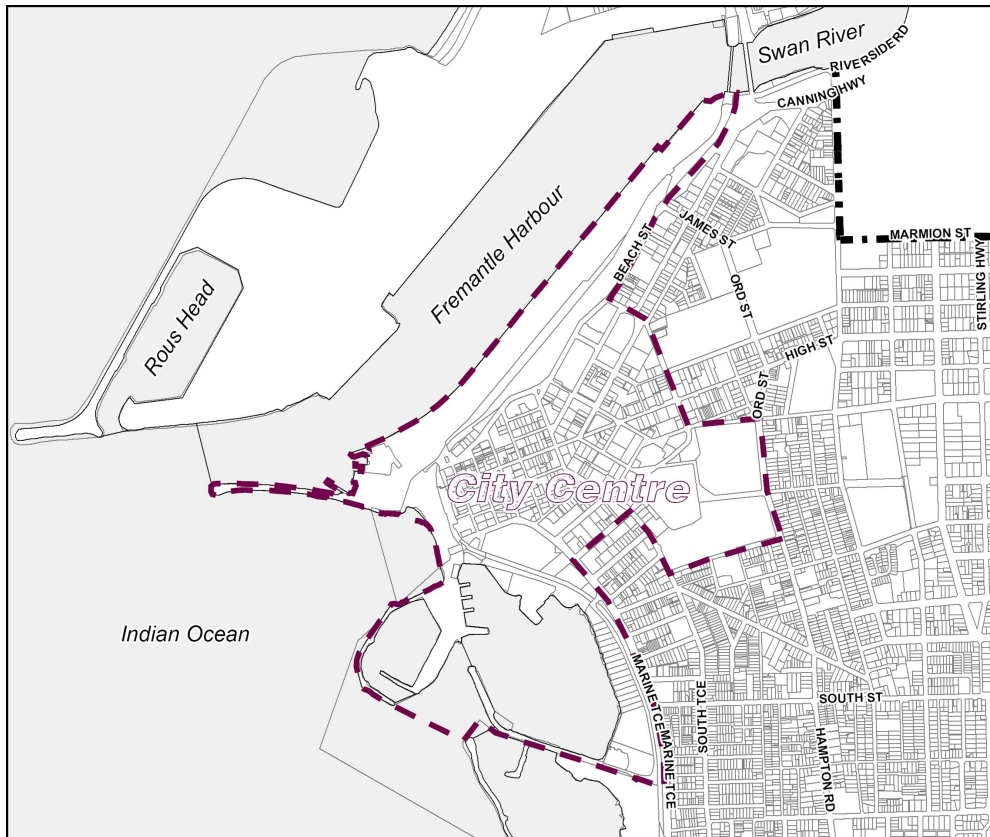 Swan River
RIVERSIDE RD
CANNING HWY
Fremantle Harbour
JAMES ST
BEACH ST
MARMION ST
STIRLING HWY
ORD ST
Rous Head
HIGH ST
ORD ST
City Centre
Indian Ocean
MARINE TCE
MARINE TCE
SOUTH TCE
SOUTH ST
HAMPTON RD